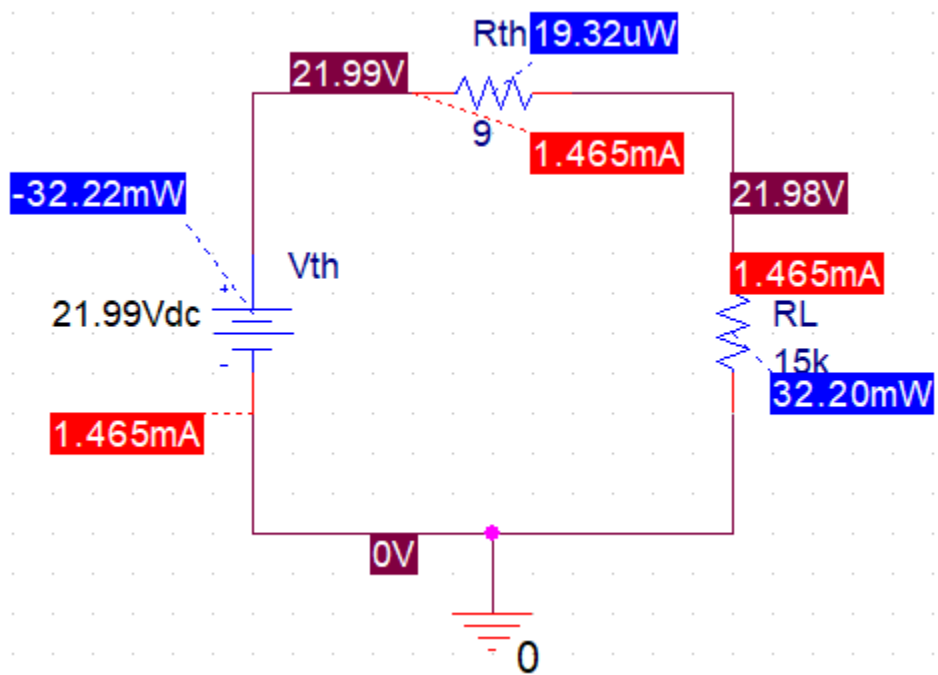 Rth 19.32uW
21.99V
9
1.465mA
-32.22mW
21.98V
Vth
1.465mA
+
21.99Vdc
RL
15k
-
32.20mW
1.465mA
0V
0